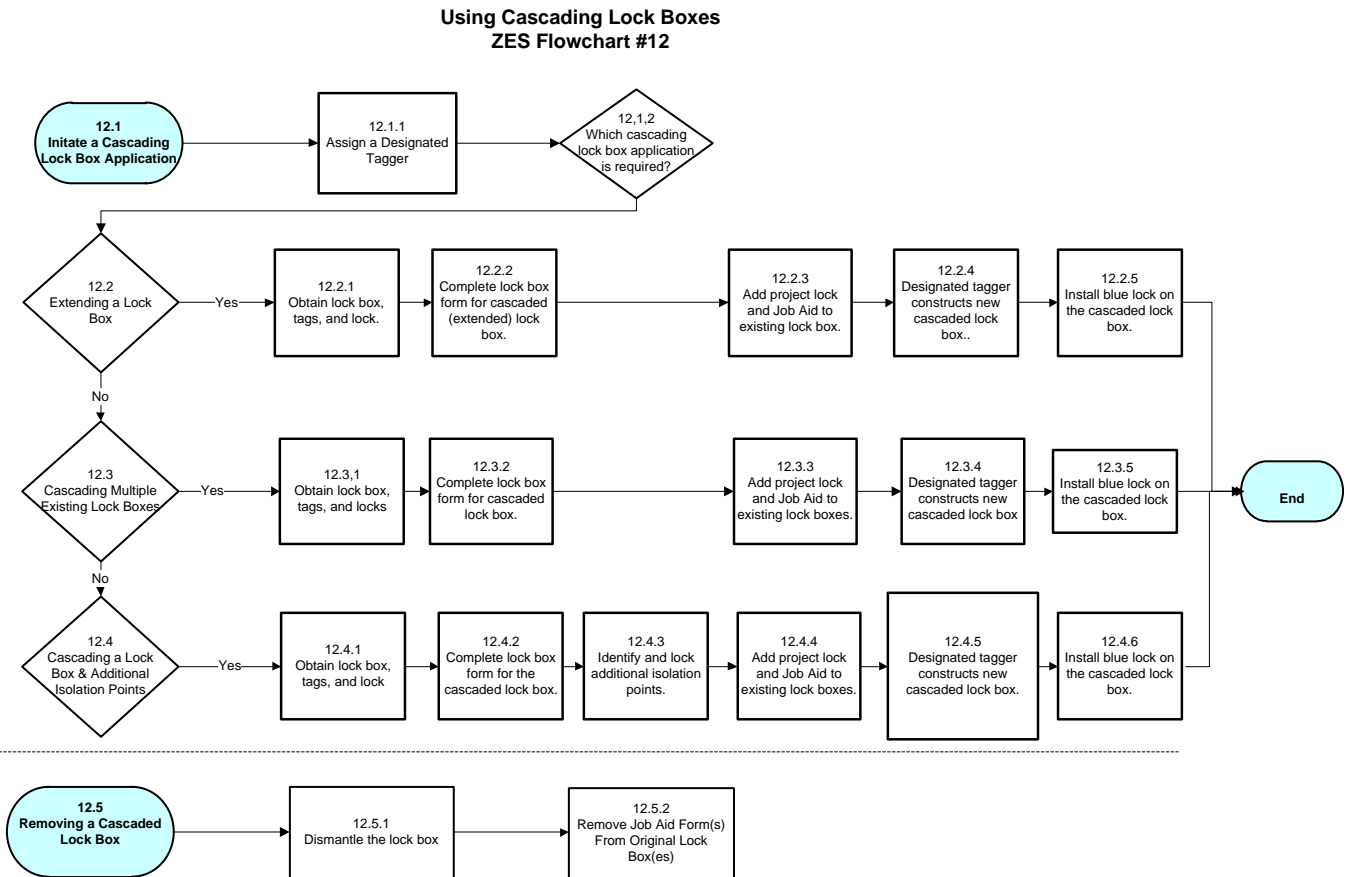 Using Cascading Lock Boxes
ZES Flowchart #12
12.1
Initate a Cascading
Lock Box Application
12.1.1
Assign a Designated
Tagger
12,1,2
Which cascading
lock box application
is required?
12.2
Extending a Lock
Box
Yes
12.2.1
Obtain lock box,
tags, and lock.
12.2.2
Complete lock box
form for cascaded
(extended) lock
box.
12.2.3
Add project lock
and Job Aid to
existing lock box.
12.2.4
Designated tagger
constructs new
cascaded lock
box..
12.2.5
Install blue lock on
the cascaded lock
box.
No
12.3
Cascading Multiple
Existing Lock Boxes
Yes
12.3,1
Obtain lock box,
tags, and locks
12.3.2
Complete lock box
form for cascaded
lock box.
12.3.3
Add project lock
and Job Aid to
existing lock boxes.
12.3.4
Designated tagger
constructs new
cascaded lock box
12.3.5
Install blue lock on
the cascaded lock
box.
End
No
12.4
Cascading a Lock
Box & Additional
Isolation Points
Yes
12.4.1
Obtain lock box,
tags, and lock
12.4.2
Complete lock box
form for the
cascaded lock box.
12.4.3
Identify and lock
additional isolation
points.
12.4.4
Add project lock
and Job Aid to
existing lock boxes.
12.4.5
Designated tagger
constructs new
cascaded lock box.
12.4.6
Install blue lock on
the cascaded lock
box.
12.5
Removing a Cascaded
Lock Box
12.5.1
Dismantle the lock box
12.5.2
Remove Job Aid Form(s)
From Original Lock
Box(es)